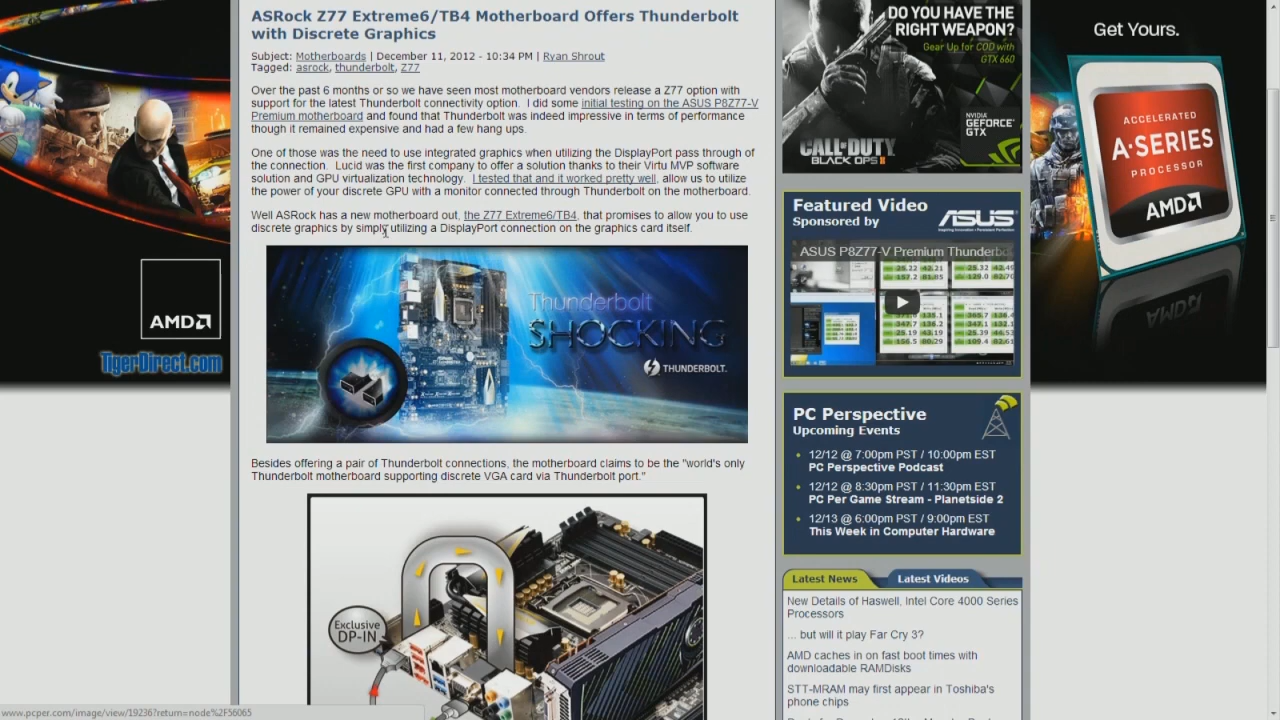 ASRock Z77 Extreme6/TB4 Motherboard Offers Thunderbolt
with Discrete Graphics
Subject: Motherboards | December 11, 2012 - 10:34 PM | Ryan Shrout
Tagged: asrock, thunderbolt, Z77
Over the past 6 months or so we have seen most motherboard vendors release a Z77 option with
support for the latest Thunderbolt connectivity option. I did some initial testing on the ASUS P8Z77-V
Premium motherboard and found that Thunderbolt was indeed impressive in terms of performance
though it remained expensive and had a few hang ups.
One of those was the need to use integrated graphics when utilizing the DisplayPort pass through of
the connection. Lucid was the first company to offer a solution thanks to their Virtu MVP software
solution and GPU virtualization technology. I tested that and it worked pretty well, allow us to utilize
the power of your discrete GPU with a monitor connected through Thunderbolt on the motherboard.
Well ASRock has a new motherboard out, the Z77 Extreme6/TB4, that promises to allow you to use
discrete graphics by simply utilizing a DisplayPort connection on the graphics card itself.
Thunderbolt
SHOCKING
THUNDERBOLT.
Besides offering a pair of Thunderbolt connections, the motherboard claims to be the "world's only
Thunderbolt motherboard supporting discrete VGA card via Thunderbolt port."
Exclusive
DP-IN
AMD
TigerDirect.com
DO YOU HAVE THE
RIGHT WEAPON?
Gear Up for COD with
GTX 660
NVIDIA
GEFORCE
GTX
CALL OF DUTY
BLACK OPS II
Featured Video
Sponsored by
ASUS
Inspiring Innovation • Persistent Perfection
ASUS P8Z77-V Premium Thunderbo
PC Perspective
Upcoming Events
12/12 @ 7:00pm PST / 10:00pm EST
PC Perspective Podcast
12/12 @ 8:30pm PST / 11:30pm EST
PC Per Game Stream - Planetside 2
12/13 @ 6:00pm PST / 9:00pm EST
This Week in Computer Hardware
Latest News
Latest Videos
New Details of Haswell, Intel Core 4000 Series
Processors
... but will it play Far Cry 3?
AMD caches in on fast boot times with
downloadable RAMDisks
STT-MRAM may first appear in Toshiba's
phone chips
Get Yours.
ACCELERATED
A-SERIES
PROCESSOR
AMD
www.pcper.com/image/view/19236?return=node%2F56065